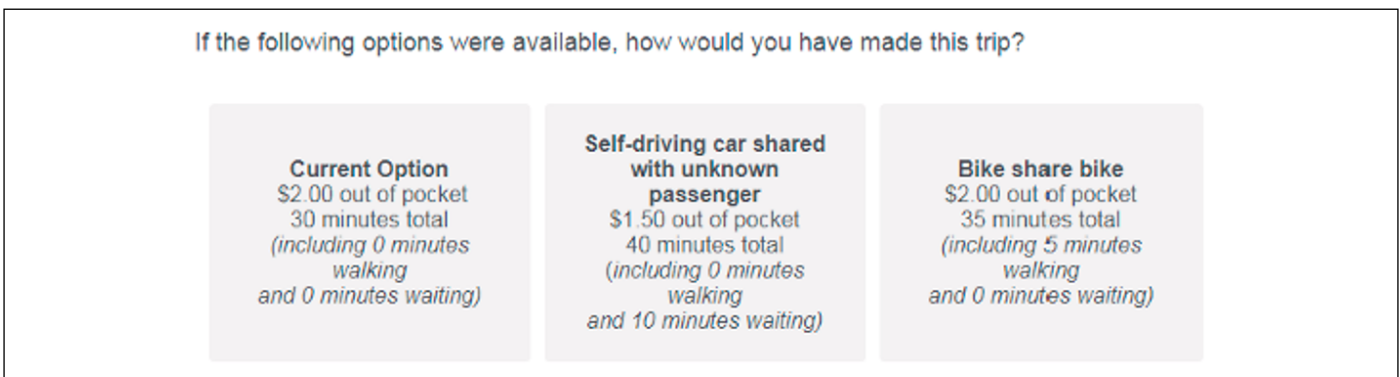 If the following options were available, how would you have made this trip?
Current Option
$2.00 out of pocket
30 minutes total
(including 0 minutes
walking
and 0 minutes waiting)
Self-driving car shared
with unknown
passenger
$1.50 out of pocket
40 minutes total
(including 0 minutes
walking
and 10 minutes waiting)
Bike share bike
$2.00 out of pocket
35 minutes total
(including 5 minutes
walking
and 0 minutes waiting)